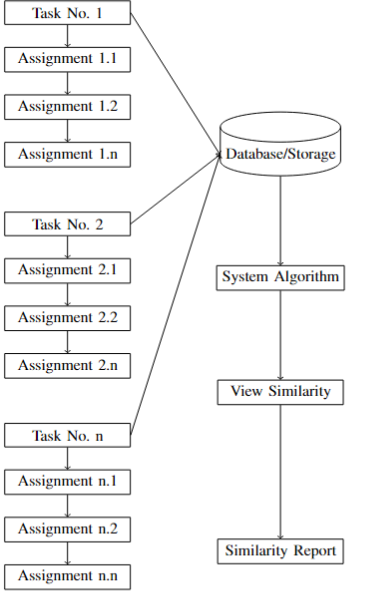 Task No. 1
Assignment 1.1
Assignment 1.2
Assignment 1.n
Task No. 2
Assignment 2.1
Assignment 2.2
Assignment 2.n
Task No. n
Assignment n.1
Assignment n.2
Assignment n.n
Database/Storage
System Algorithm
View Similarity
Similarity Report